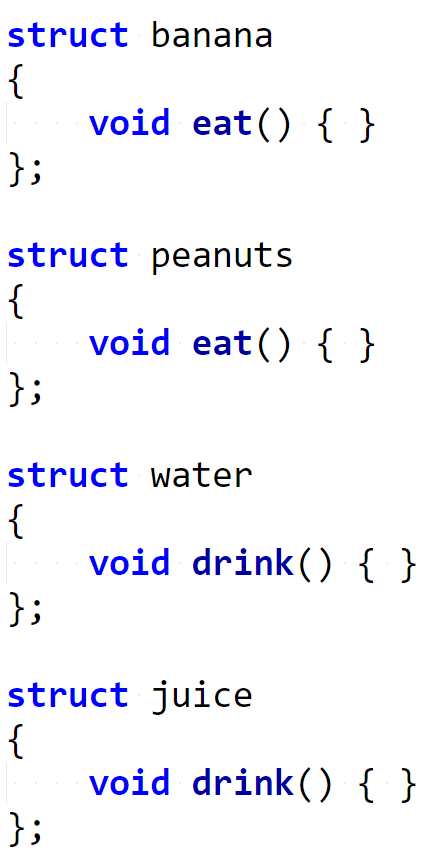 struct banana
{
    void eat() { }
};

struct peanuts
{
    void eat() { }
};

struct water
{
    void drink() { }
};

struct juice
{
    void drink() { }
};